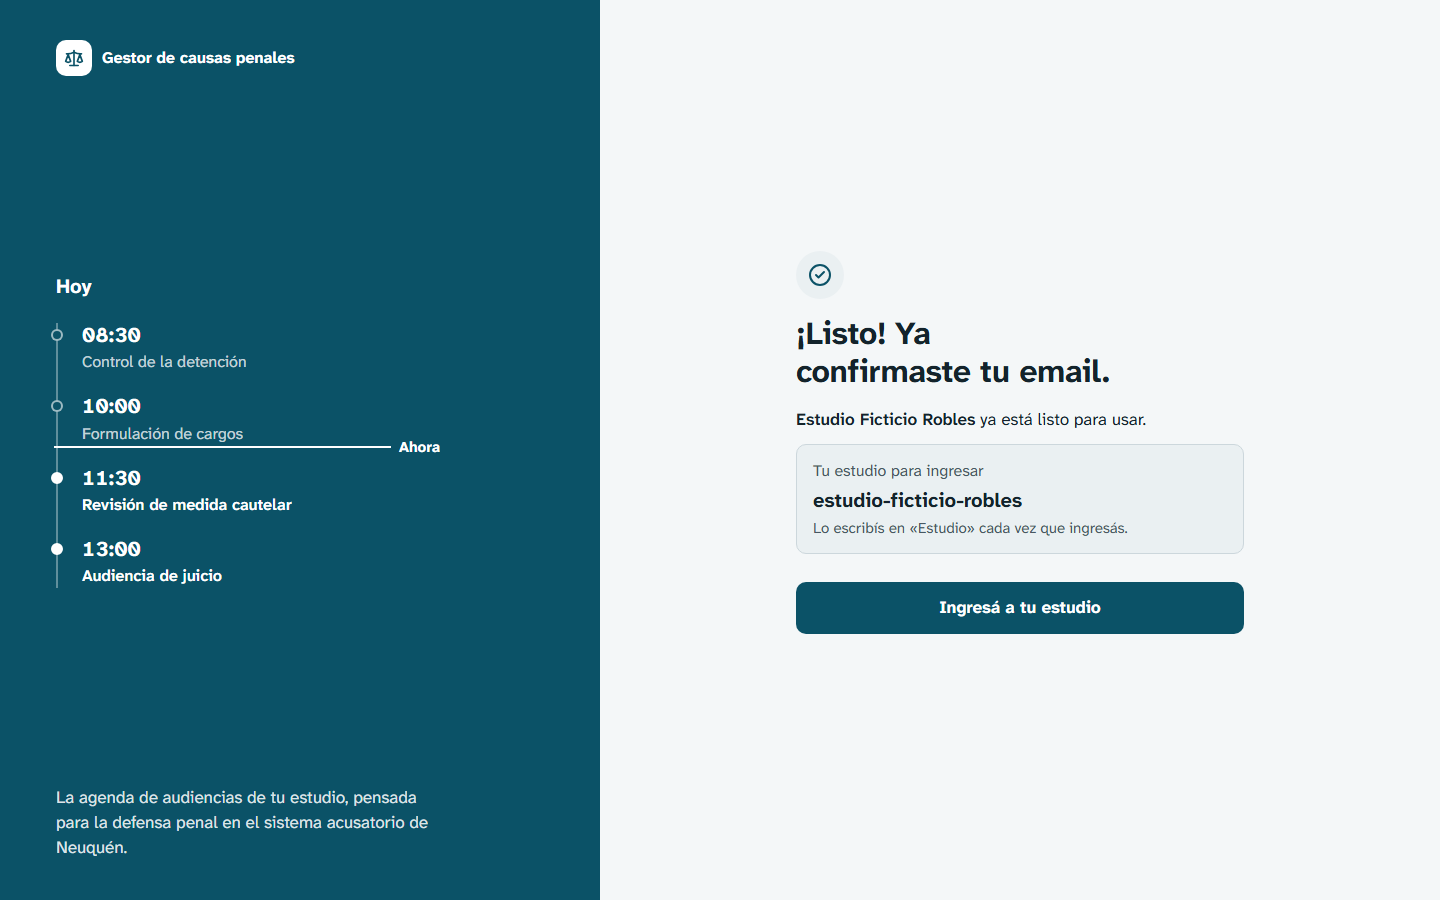 Gestor de causas penales
Hoy
08:30
Control de la detención
10:00
Formulación de cargos
Ahora
11:30
Revisión de medida cautelar
13:00
Audiencia de juicio
La agenda de audiencias de tu estudio, pensada
para la defensa penal en el sistema acusatorio de
Neuquén.
¡Listo! Ya
confirmaste tu email.
Estudio Ficticio Robles ya está listo para usar.
Tu estudio para ingresar
estudio-ficticio-robles
Lo escribís en «Estudio» cada vez que ingresás.
Ingresá a tu estudio